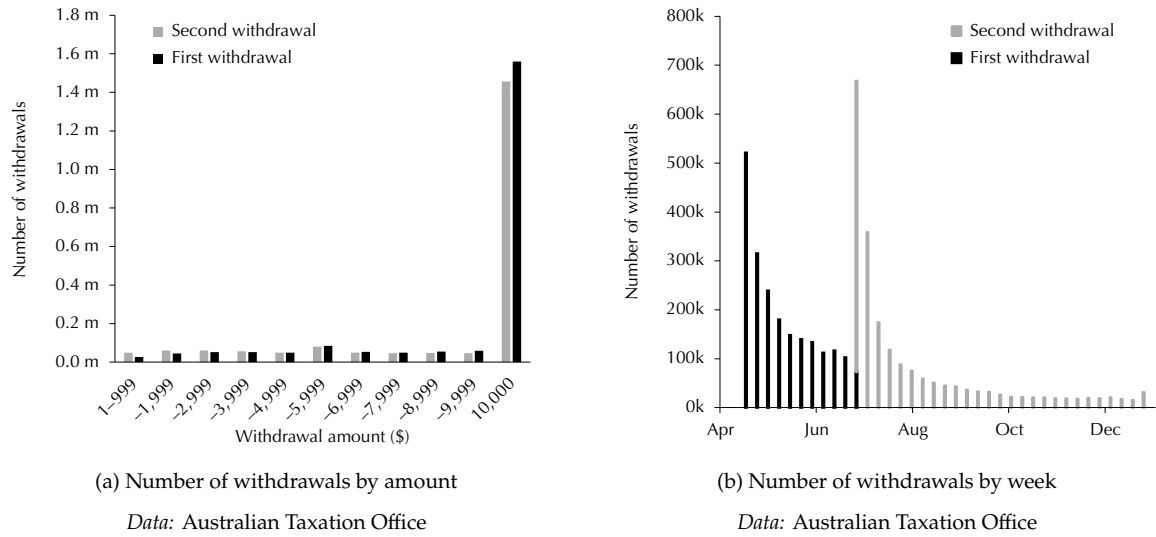 1.8 m
1.6 m
1.4 m
1.2 m
1.0 m
0.8 m
0.6 m
0.4 m
0.2 m
0.0 m
Number of withdrawals
Second withdrawal
First withdrawal
1–999
–1,999
–2,999
–3,999
–4,999
–5,999
–6,999
–7,999
–8,999
–9,999
10,000
Withdrawal amount ($)
(a) Number of withdrawals by amount
Data: Australian Taxation Office
800k
700k
600k
500k
400k
300k
200k
100k
0k
Number of withdrawals
Second withdrawal
First withdrawal
Apr
Jun
Aug
Oct
Dec
(b) Number of withdrawals by week
Data: Australian Taxation Office